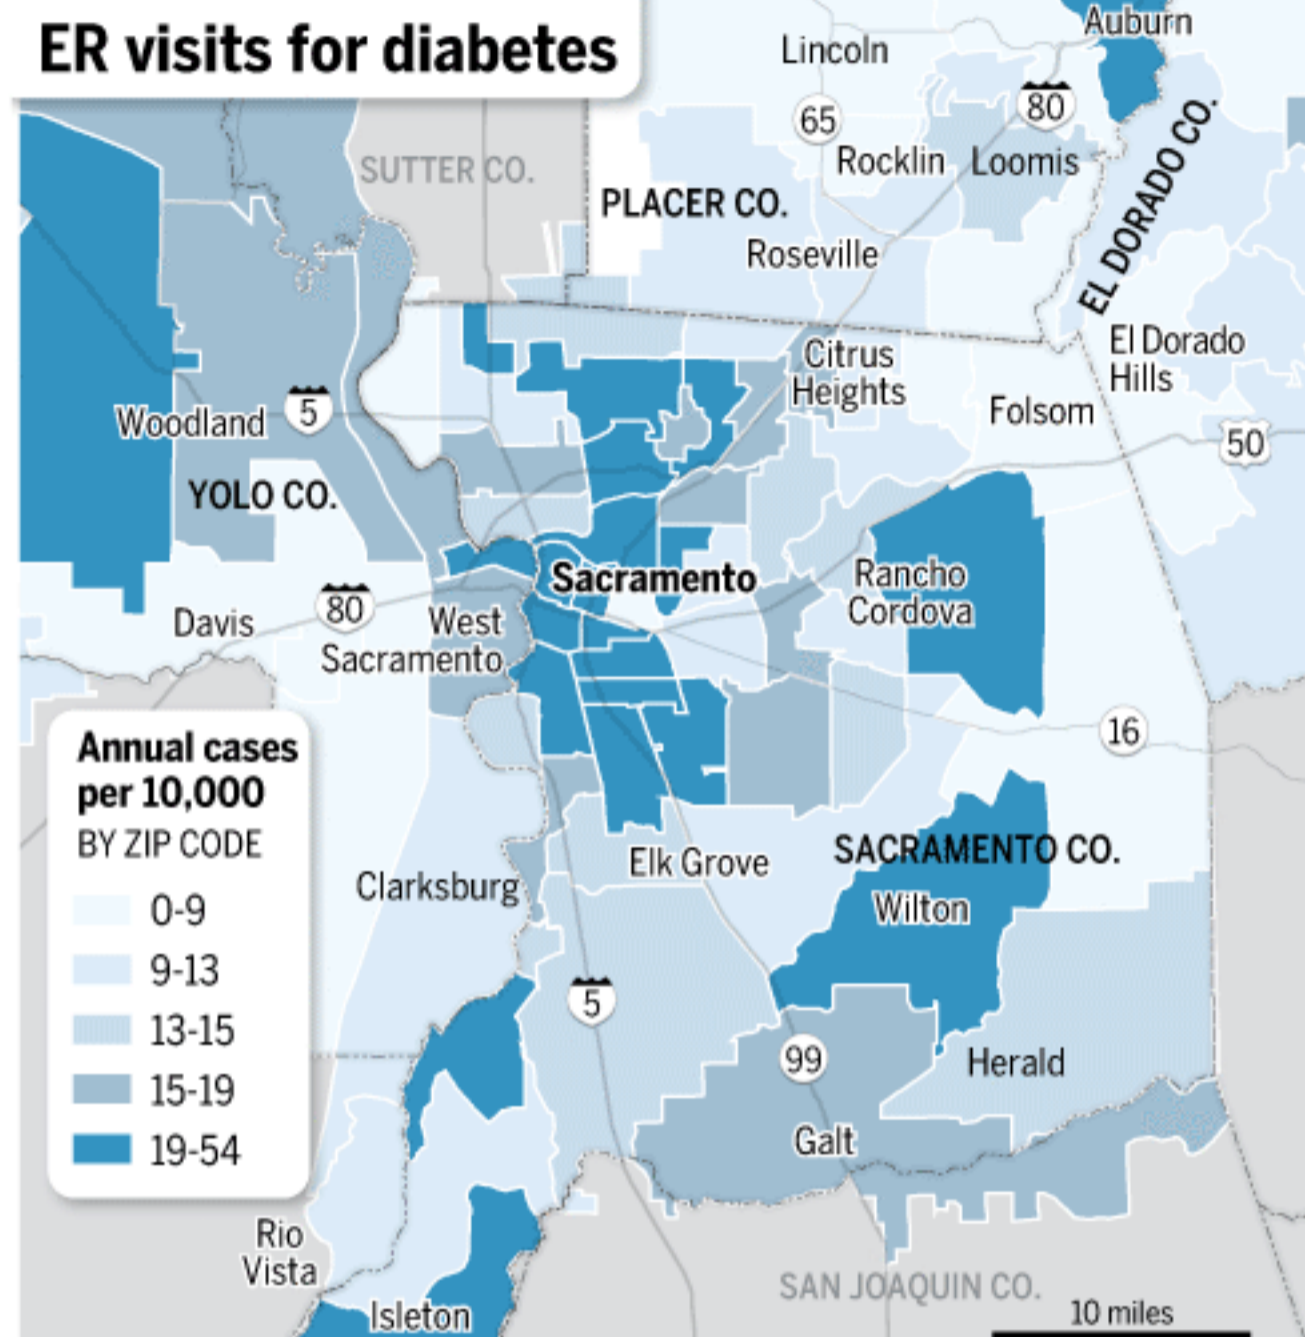 ER visits for diabetes
Auburn
Lincoln
65
80
Rocklin
Loomis
SUTTER CO.
PLACER CO.
EL DORADO CO.
Roseville
El Dorado
Hills
Citrus
Heights
Folsom
Woodland
5
50
YOLO CO.
Sacramento
Rancho
Cordova
Davis
80
West
Sacramento
16
Annual cases
per 10,000
BY ZIP CODE
0-9
9-13
13-15
15-19
19-54
Elk Grove
SACRAMENTO CO.
Clarksburg
Wilton
5
99
Herald
Galt
Rio
Vista
Isleton
SAN JOAQUIN CO.
10 miles